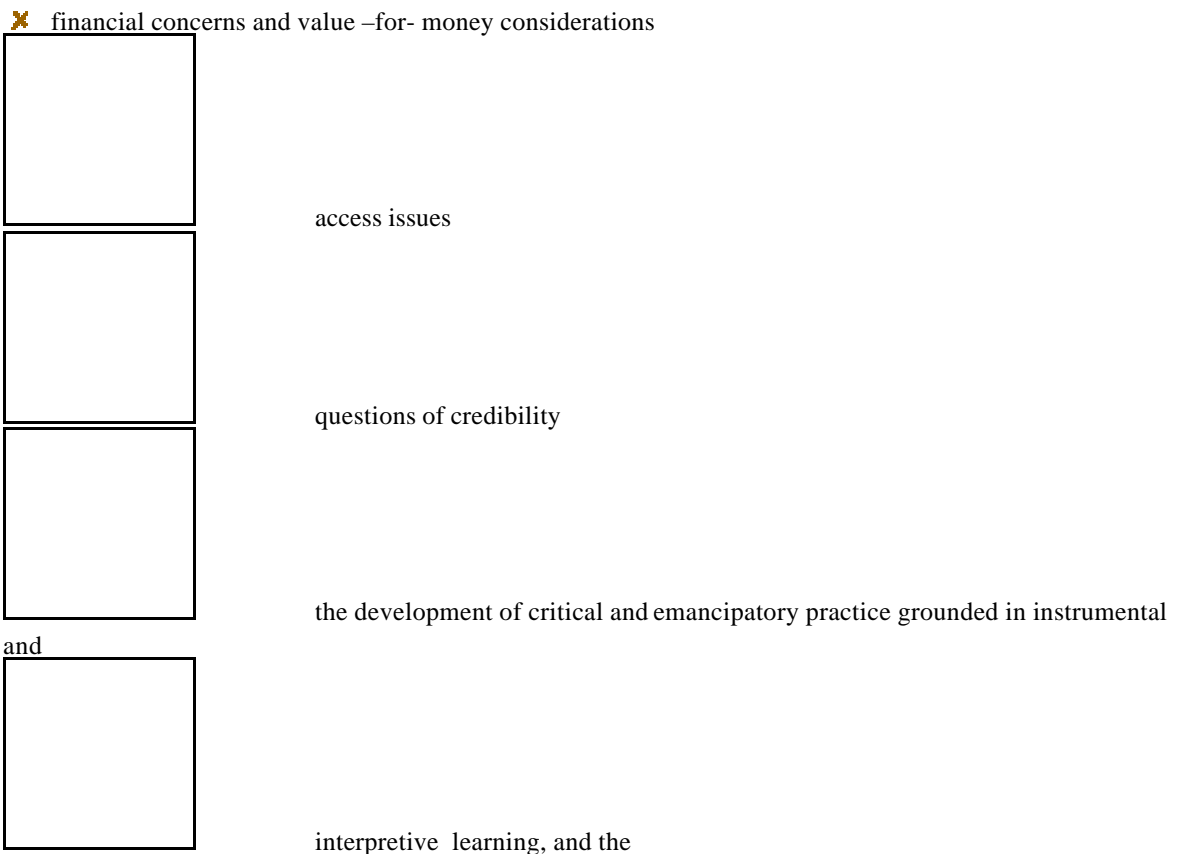 financial concerns and value –for- money considerations
access issues
questions of credibility
the development of critical and emancipatory practice grounded in instrumental
and
interpretive learning, and the